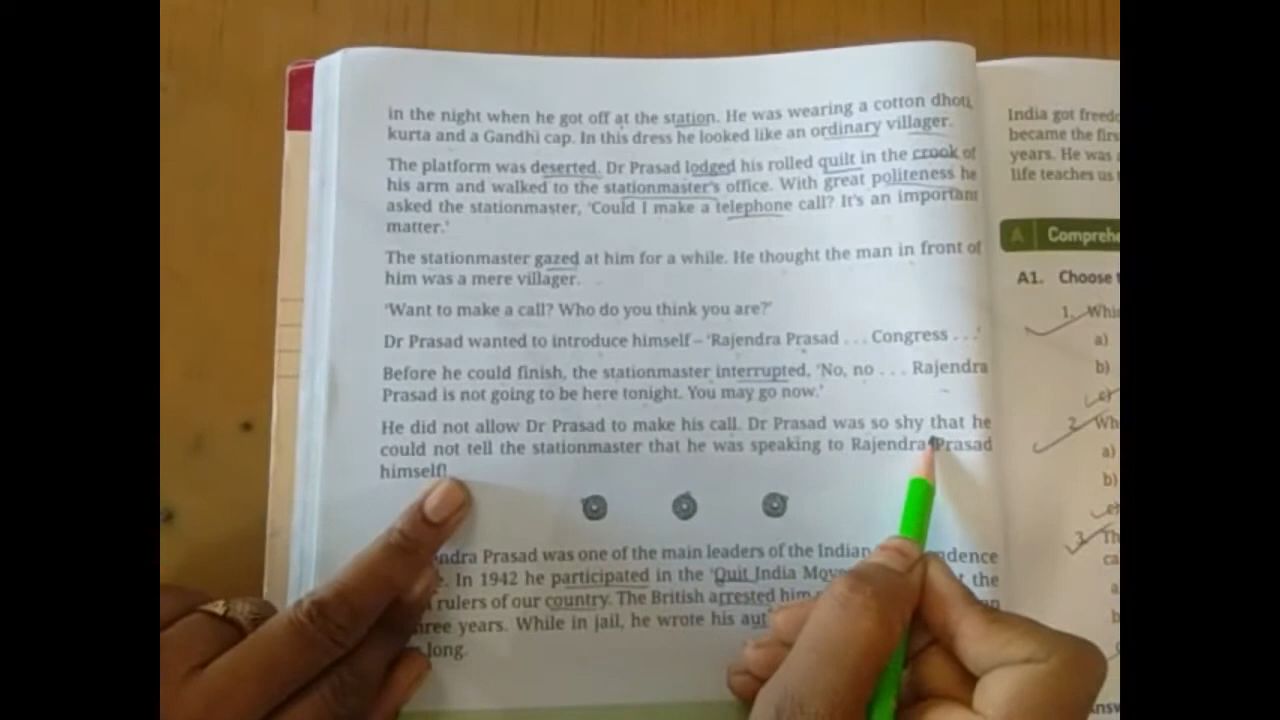 in the night when he got off at the station. He was wearing a cotton dhoti,
kurta and a Gandhi cap. In this dress he looked like an ordinary villager.
The platform was deserted. Dr Prasad lodged his rolled quilt in the crook of
his arm and walked to the stationmaster's office. With great politeness he
asked the stationmaster, 'Could I make a telephone call? It's an important
matter.'
The stationmaster gazed at him for a while. He thought the man in front of
him was a mere villager.
'Want to make a call? Who do you think you are?'
Dr Prasad wanted to introduce himself – 'Rajendra Prasad . . . Congress . . .'
Before he could finish, the stationmaster interrupted, 'No, no . . . Rajendra
Prasad is not going to be here tonight. You may go now.'
He did not allow Dr Prasad to make his call. Dr Prasad was so shy that he
could not tell the stationmaster that he was speaking to Rajendra Prasad
himself!
Prasad was one of the main leaders of the Indian
In 1942 he participated in the 'Quit India the
rulers of our country. The British arrested him
years. While in jail, he wrote his
long.
India got
became the
years. He was
life teaches us
A
A1. Choose
1.
a)
b)
c)
2.
a)
b)
c)
3.
a
b